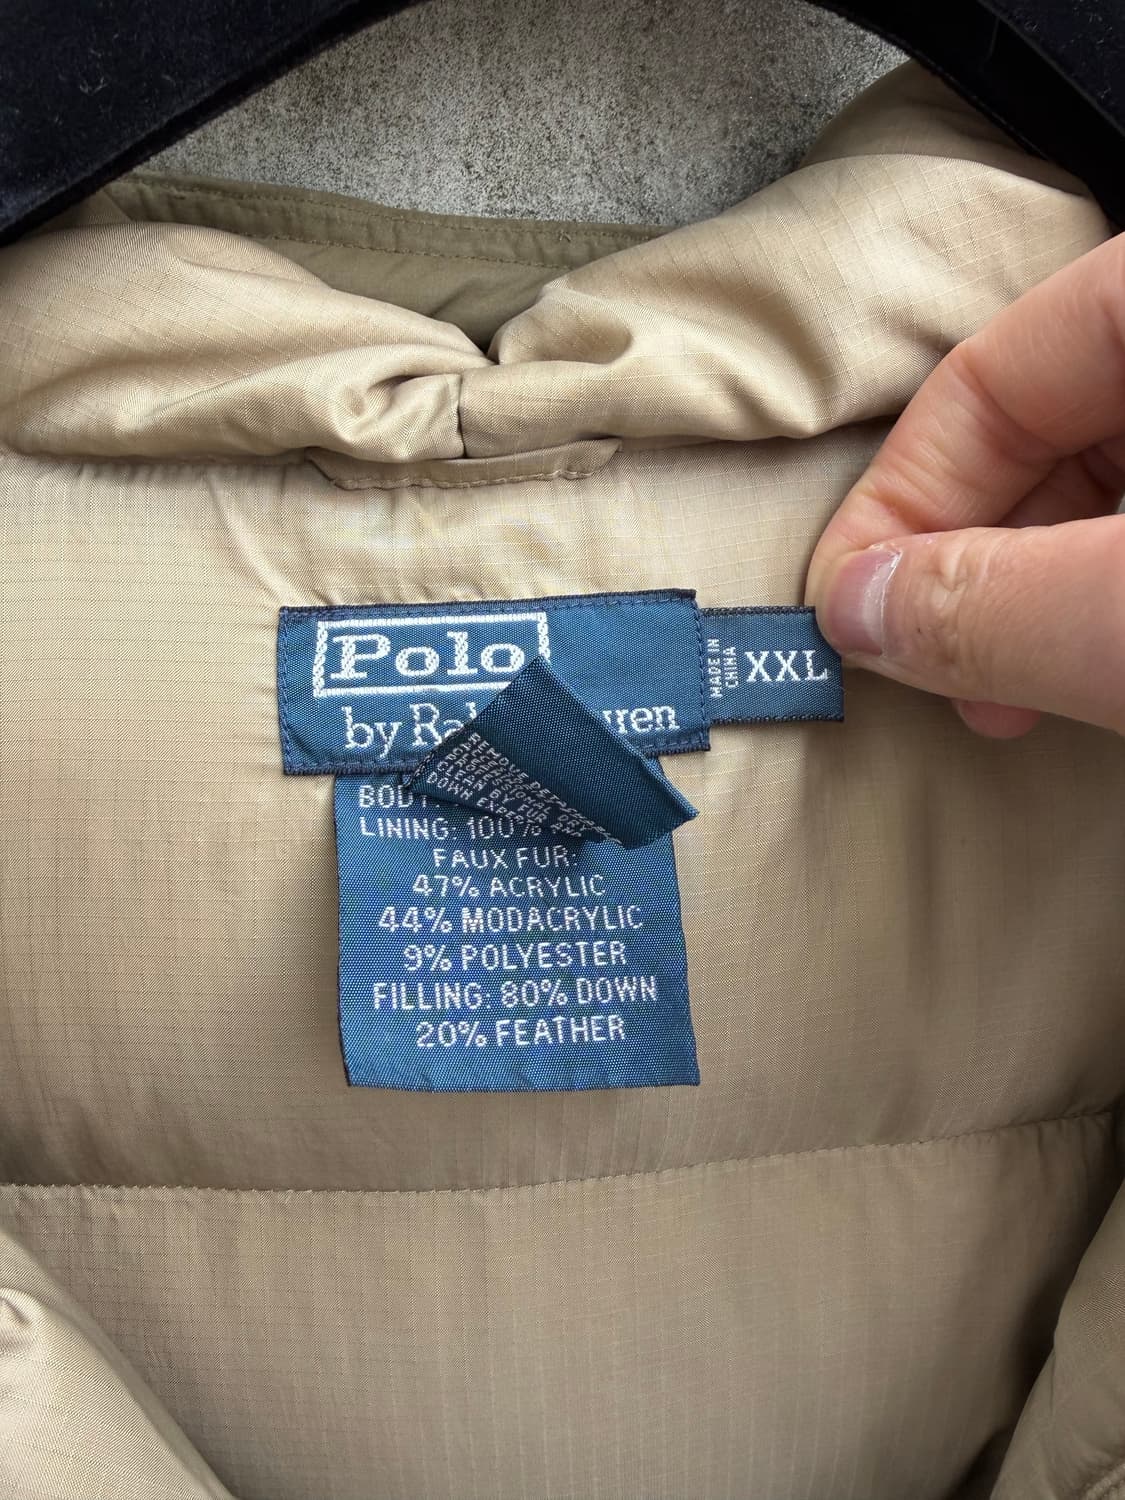 Polo
by Ra
uren
MADE IN
CHINA
XXL
BOD
LINING: 100%
FAUX FUR:
47% ACRYLIC
44% MODACRYLIC
9% POLYESTER
FILLING: 80% DOWN
20% FEATHER